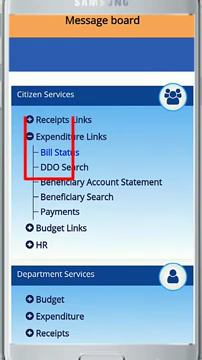 SAMSUNG
Message board
Citizen Services
Receipts Links
Expenditure Links
Bill Status
DDO Search
Beneficiary Account Statement
Beneficiary Search
Payments
Budget Links
HR
Department Services
Budget
Expenditure
Receipts